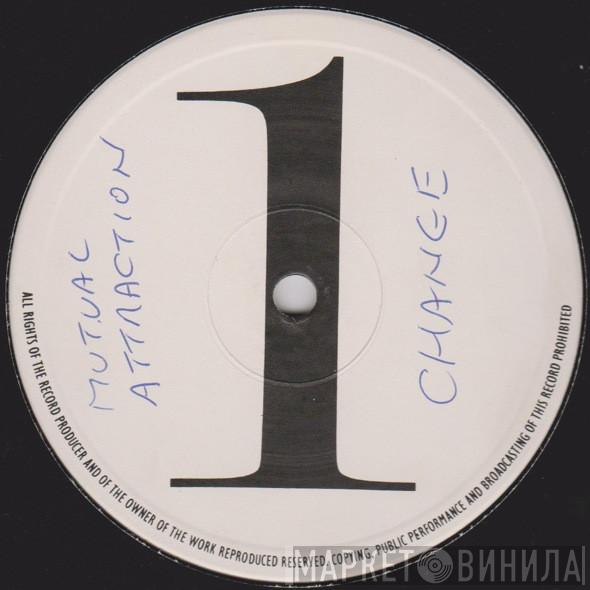 1
MUTUAL
ATTRACTION
CHANGE
ALL RIGHTS OF THE RECORD PRODUCER AND OF THE OWNER OF THE WORK REPRODUCED RESERVED, COPYING, PUBLIC PERFORMANCE AND BROADCASTING OF THIS RECORD PROHIBITED
МАРКЕТ ВИНИЛА